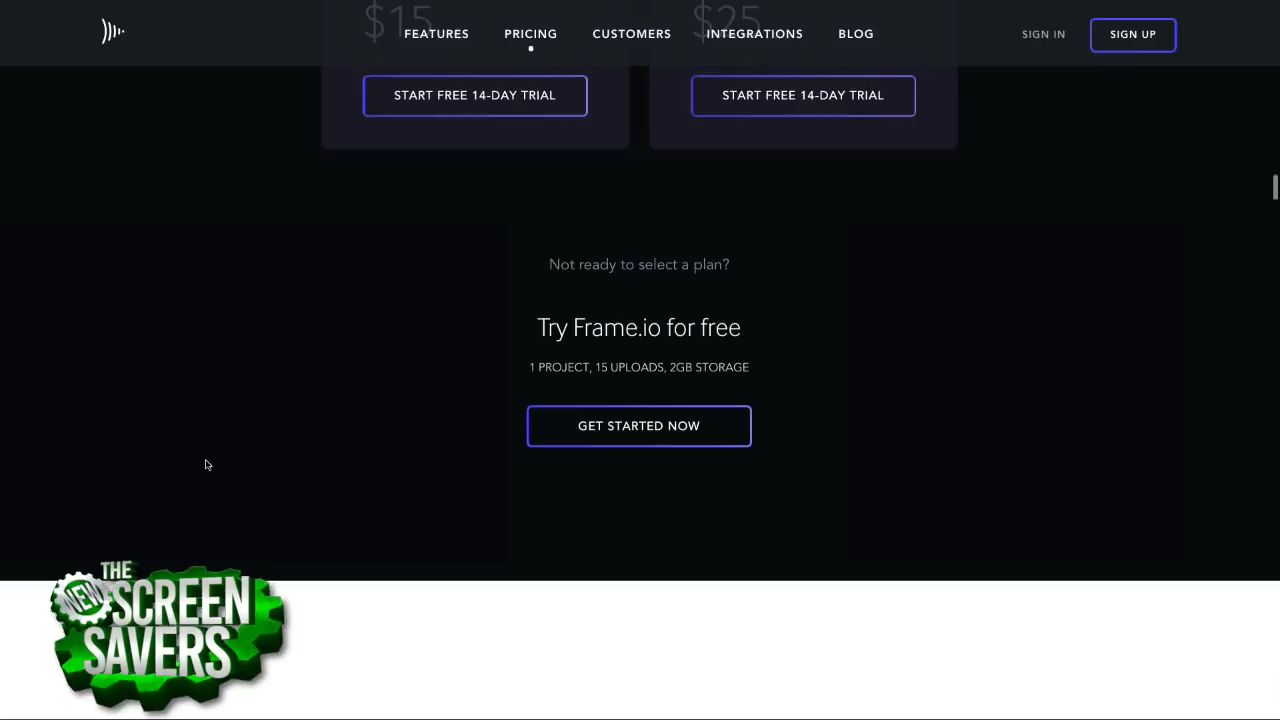 $15 $25
FEATURES PRICING CUSTOMERS INTEGRATIONS BLOG SIGN IN SIGN UP
START FREE 14-DAY TRIAL START FREE 14-DAY TRIAL
Not ready to select a plan?
Try Frame.io for free
1 PROJECT, 15 UPLOADS, 2GB STORAGE
GET STARTED NOW
THE
NEW SCREEN
SAVERS